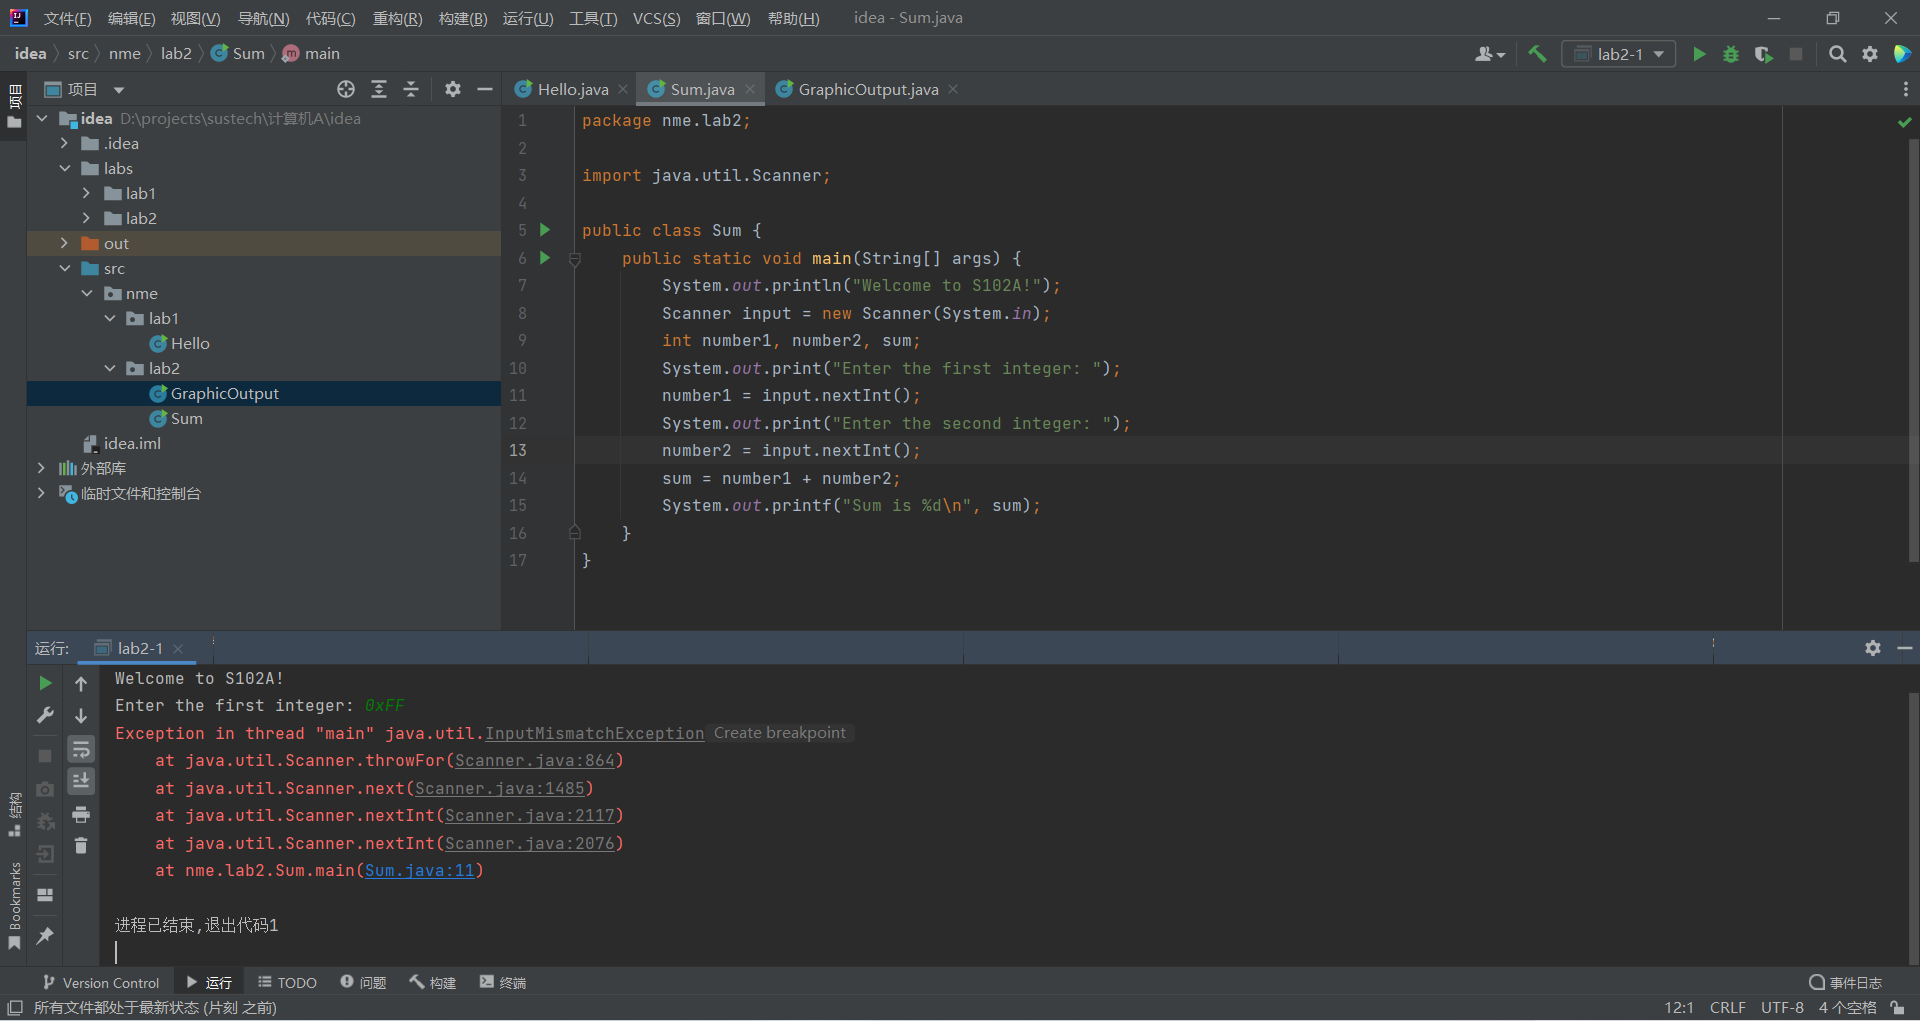 文件(F) 编辑(E) 视图(V) 导航(N) 代码(C) 重构(R) 构建(B) 运行(U) 工具(T) VCS(S) 窗口(W) 帮助(H) idea - Sum.java
idea src nme lab2 Sum main lab2-1
项目
项目
Hello.java Sum.java GraphicOutput.java
idea D:\projects\sustech\计算机A\idea
.idea
labs
lab1
lab2
out
src
nme
lab1
Hello
lab2
GraphicOutput
Sum
idea.iml
外部库
临时文件和控制台
1 package nme.lab2;
2
3 import java.util.Scanner;
4
5 public class Sum {
6 public static void main(String[] args) {
7 System.out.println("Welcome to S102A!");
8 Scanner input = new Scanner(System.in);
9 int number1, number2, sum;
10 System.out.print("Enter the first integer: ");
11 number1 = input.nextInt();
12 System.out.print("Enter the second integer: ");
13 number2 = input.nextInt();
14 sum = number1 + number2;
15 System.out.printf("Sum is %d\n", sum);
16 }
17 }
运行: lab2-1
Welcome to S102A!
Enter the first integer: 0xFF
Exception in thread "main" java.util.InputMismatchException Create breakpoint
at java.util.Scanner.throwFor(Scanner.java:864)
at java.util.Scanner.next(Scanner.java:1485)
at java.util.Scanner.nextInt(Scanner.java:2117)
at java.util.Scanner.nextInt(Scanner.java:2076)
at nme.lab2.Sum.main(Sum.java:11)
进程已结束,退出代码1
结构
Bookmarks
Version Control 运行 TODO 问题 构建 终端 事件日志
所有文件都处于最新状态 (片刻 之前) 12:1 CRLF UTF-8 4 个空格